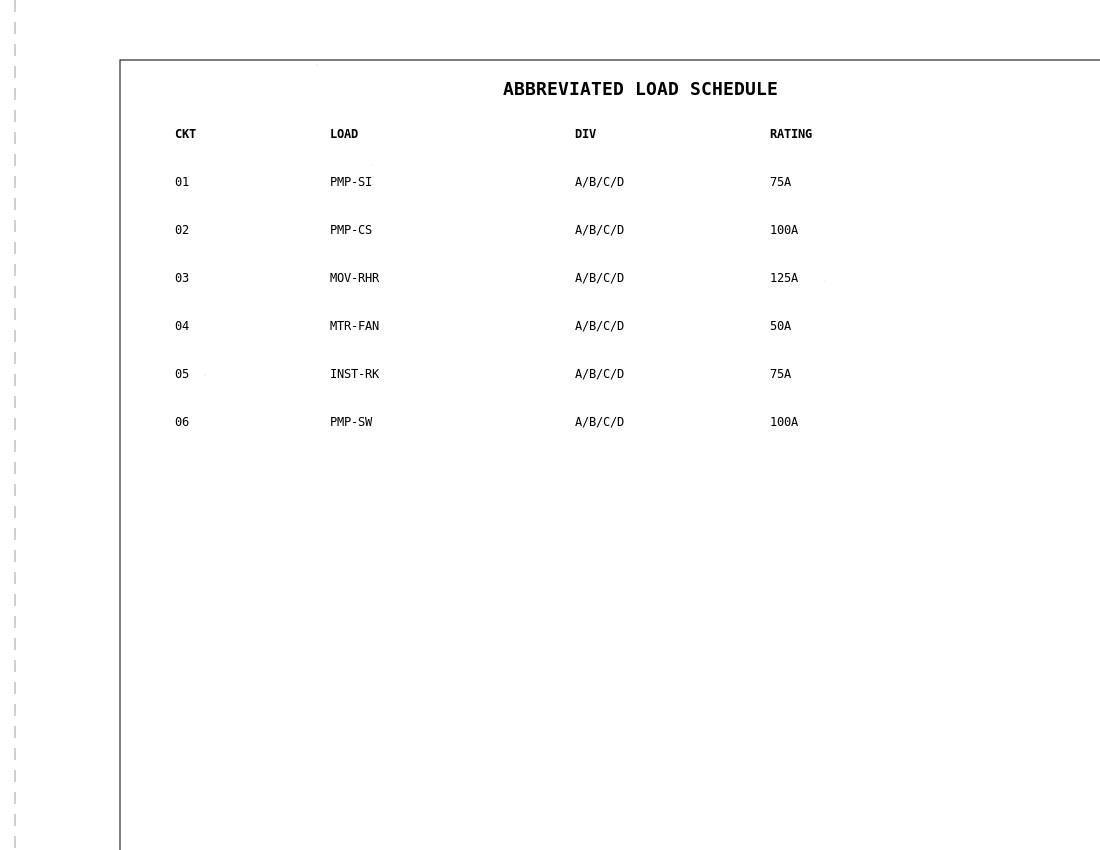 ABBREVIATED LOAD SCHEDULE
CKT LOAD DIV RATING
01 PMP-SI A/B/C/D 75A
02 PMP-CS A/B/C/D 100A
03 MOV-RHR A/B/C/D 125A
04 MTR-FAN A/B/C/D 50A
05 INST-RK A/B/C/D 75A
06 PMP-SW A/B/C/D 100A